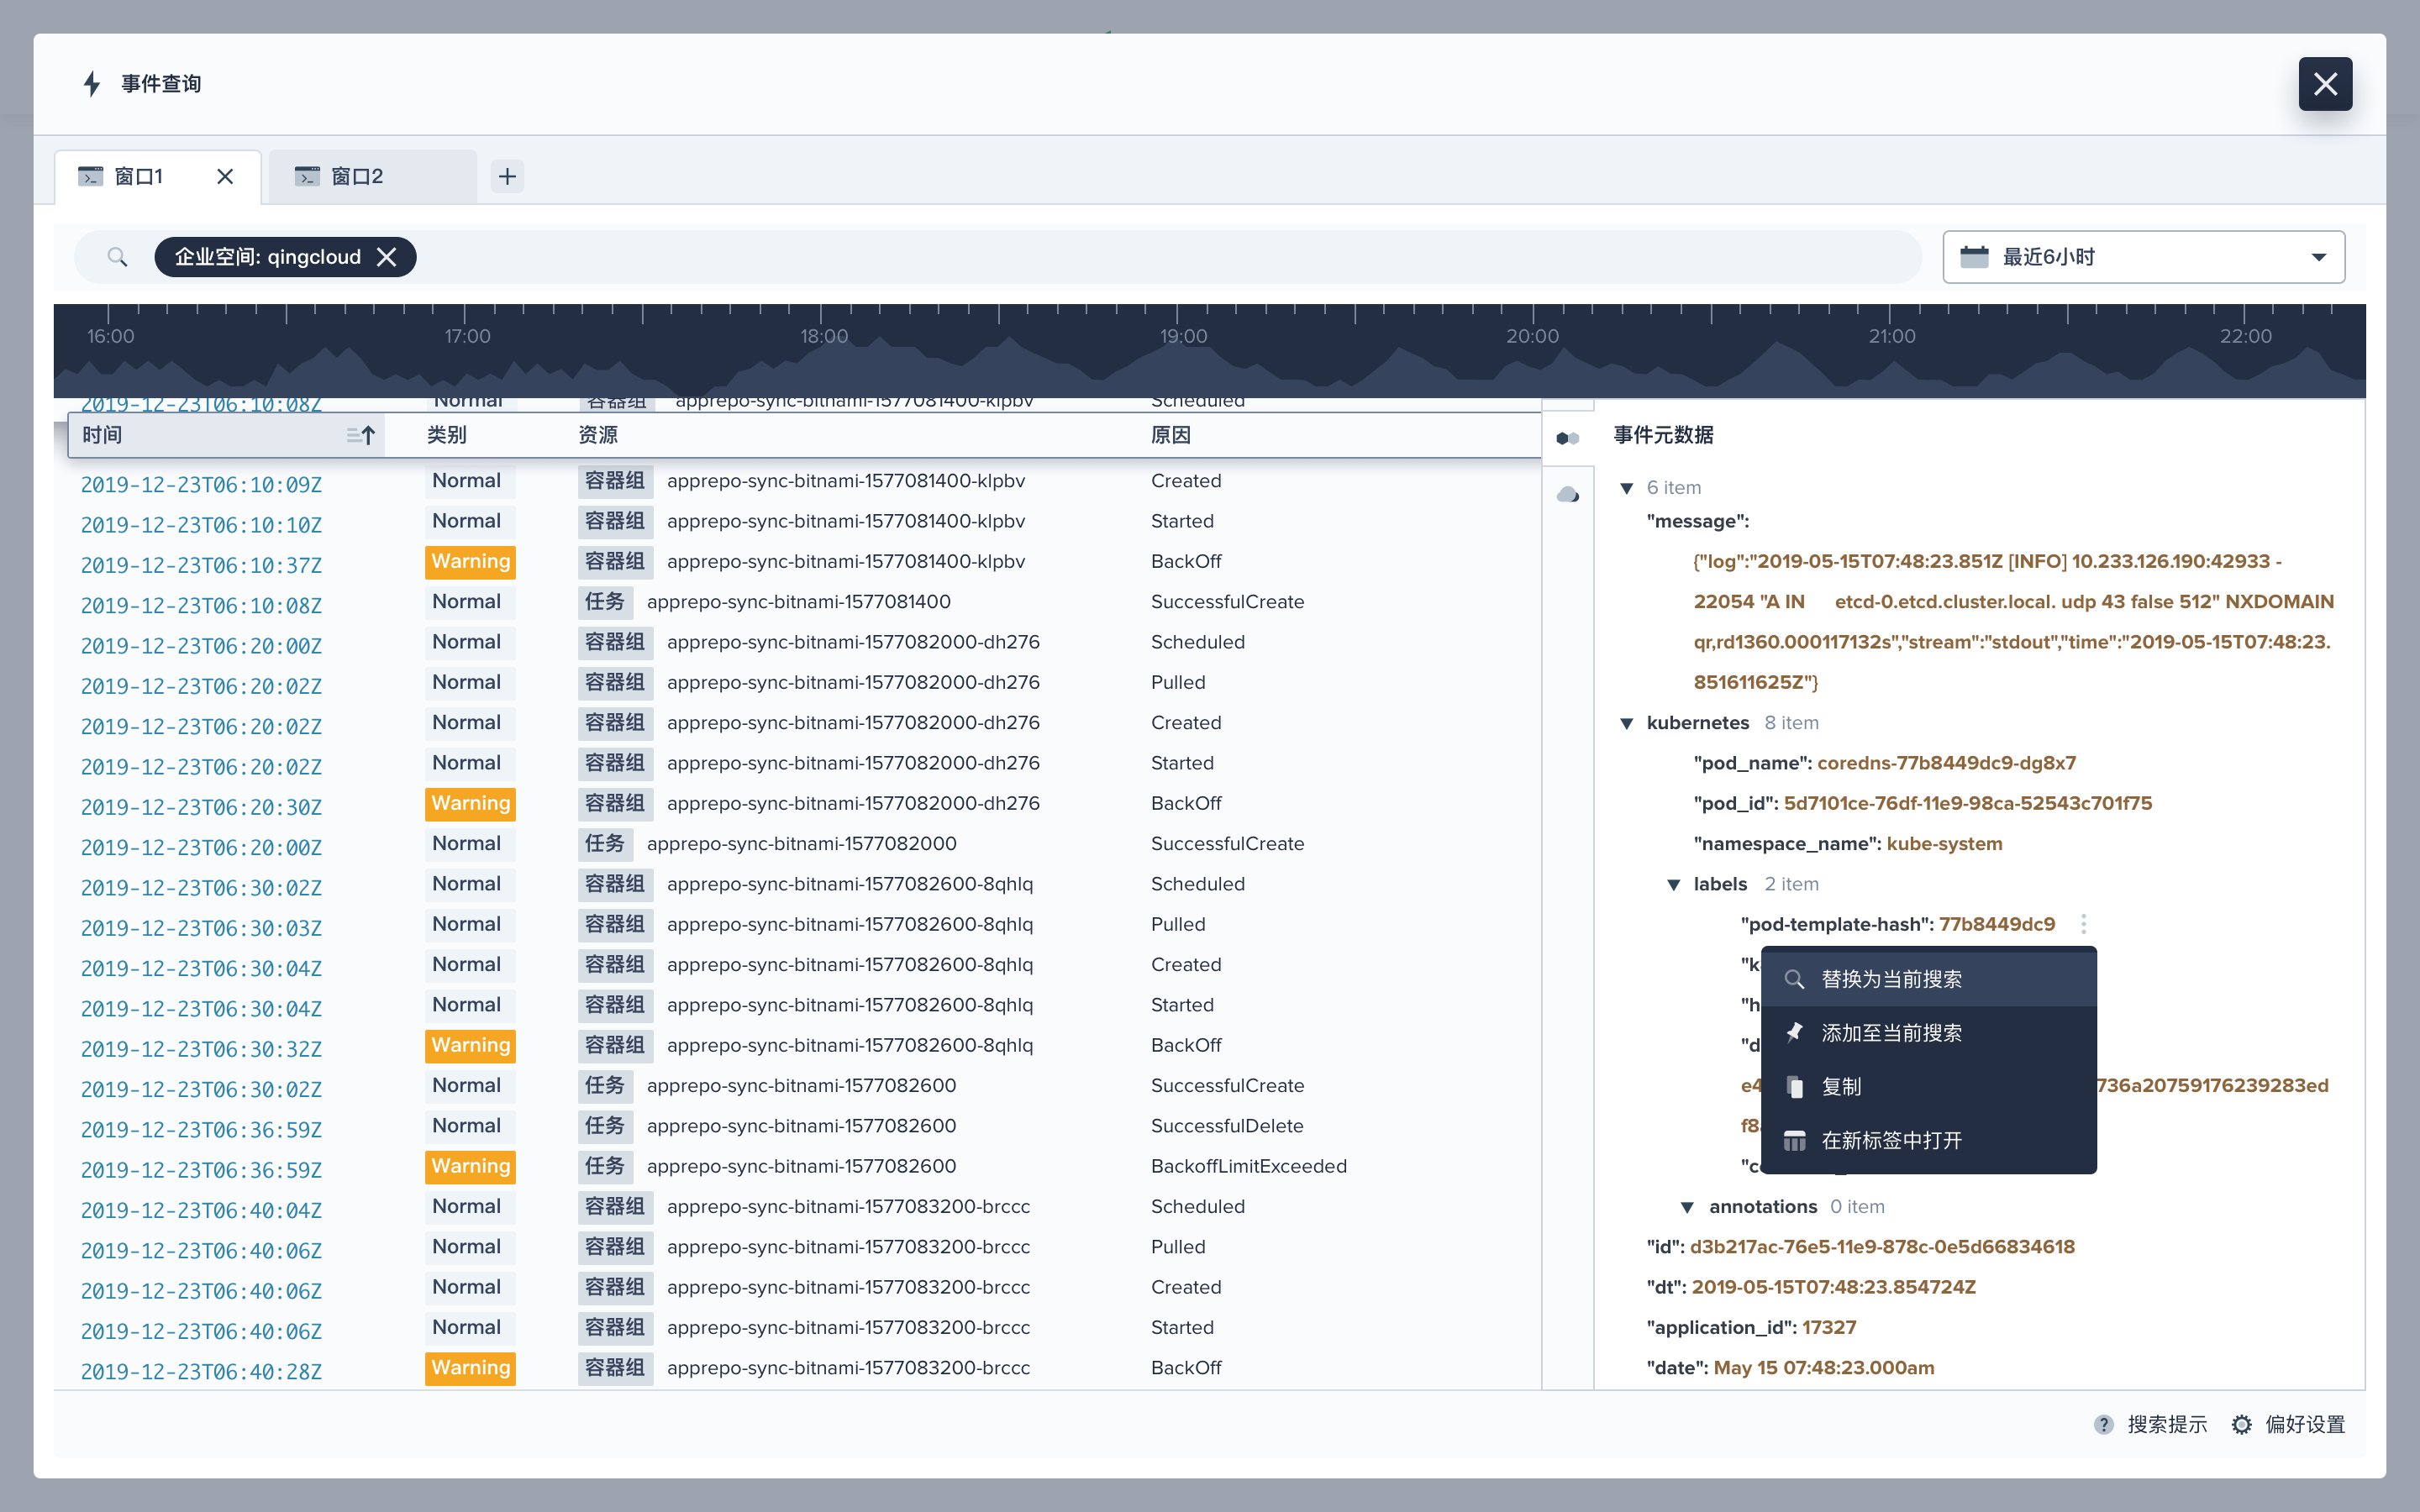 事件查询
窗口1
窗口2
企业空间: qingcloud
最近6小时
16:00 17:00 18:00 19:00 20:00 21:00 22:00
2019-12-23T06:10:08Z Normal 容器组 apprepo-sync-bitnami-1577081400-klpbv Scheduled
时间 类别 资源 原因
2019-12-23T06:10:09Z Normal 容器组 apprepo-sync-bitnami-1577081400-klpbv Created
2019-12-23T06:10:10Z Normal 容器组 apprepo-sync-bitnami-1577081400-klpbv Started
2019-12-23T06:10:37Z Warning 容器组 apprepo-sync-bitnami-1577081400-klpbv BackOff
2019-12-23T06:10:08Z Normal 任务 apprepo-sync-bitnami-1577081400 SuccessfulCreate
2019-12-23T06:20:00Z Normal 容器组 apprepo-sync-bitnami-1577082000-dh276 Scheduled
2019-12-23T06:20:02Z Normal 容器组 apprepo-sync-bitnami-1577082000-dh276 Pulled
2019-12-23T06:20:02Z Normal 容器组 apprepo-sync-bitnami-1577082000-dh276 Created
2019-12-23T06:20:02Z Normal 容器组 apprepo-sync-bitnami-1577082000-dh276 Started
2019-12-23T06:20:30Z Warning 容器组 apprepo-sync-bitnami-1577082000-dh276 BackOff
2019-12-23T06:20:00Z Normal 任务 apprepo-sync-bitnami-1577082000 SuccessfulCreate
2019-12-23T06:30:02Z Normal 容器组 apprepo-sync-bitnami-1577082600-8qhlq Scheduled
2019-12-23T06:30:03Z Normal 容器组 apprepo-sync-bitnami-1577082600-8qhlq Pulled
2019-12-23T06:30:04Z Normal 容器组 apprepo-sync-bitnami-1577082600-8qhlq Created
2019-12-23T06:30:04Z Normal 容器组 apprepo-sync-bitnami-1577082600-8qhlq Started
2019-12-23T06:30:32Z Warning 容器组 apprepo-sync-bitnami-1577082600-8qhlq BackOff
2019-12-23T06:30:02Z Normal 任务 apprepo-sync-bitnami-1577082600 SuccessfulCreate
2019-12-23T06:36:59Z Normal 任务 apprepo-sync-bitnami-1577082600 SuccessfulDelete
2019-12-23T06:36:59Z Warning 任务 apprepo-sync-bitnami-1577082600 BackoffLimitExceeded
2019-12-23T06:40:04Z Normal 容器组 apprepo-sync-bitnami-1577083200-brccc Scheduled
2019-12-23T06:40:06Z Normal 容器组 apprepo-sync-bitnami-1577083200-brccc Pulled
2019-12-23T06:40:06Z Normal 容器组 apprepo-sync-bitnami-1577083200-brccc Created
2019-12-23T06:40:06Z Normal 容器组 apprepo-sync-bitnami-1577083200-brccc Started
2019-12-23T06:40:28Z Warning 容器组 apprepo-sync-bitnami-1577083200-brccc BackOff
事件元数据
6 item
"message":
{"log":"2019-05-15T07:48:23.851Z [INFO] 10.233.126.190:42933 -
22054 "A IN etcd-0.etcd.cluster.local. udp 43 false 512" NXDOMAIN
qr,rd1360.000117132s","stream":"stdout","time":"2019-05-15T07:48:23.
851611625Z"}
kubernetes 8 item
"pod_name": coredns-77b8449dc9-dg8x7
"pod_id": 5d7101ce-76df-11e9-98ca-52543c701f75
"namespace_name": kube-system
labels 2 item
"pod-template-hash": 77b8449dc9
"k
"h
"d
e4 736a20759176239283ed
f8
"c
替换为当前搜索
添加至当前搜索
复制
在新标签中打开
annotations 0 item
"id": d3b217ac-76e5-11e9-878c-0e5d66834618
"dt": 2019-05-15T07:48:23.854724Z
"application_id": 17327
"date": May 15 07:48:23.000am
搜索提示
偏好设置